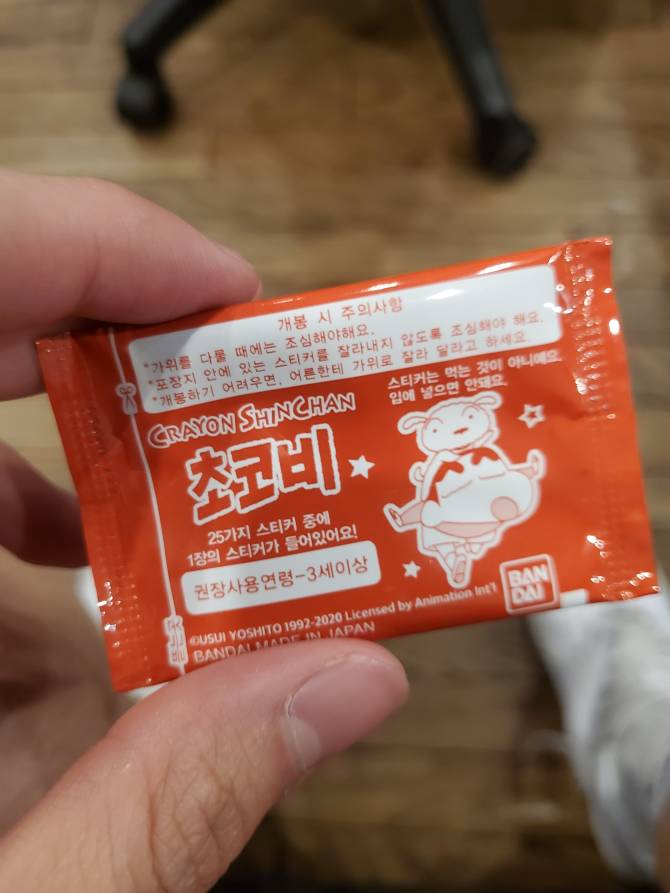 개봉 시 주의사항
*가위를 다룰 때에는 조심해야해요.
*포장지 안에 있는 스티커를 잘라내지 않도록 조심해야 해요.
*개봉하기 어려우면, 어른한테 가위로 잘라 달라고 하세요.
스티커는 먹는 것이 아니예요.
입에 넣으면 안돼요.
CRAYON SHINCHAN
초코비
25가지 스티커 중에
1장의 스티커가 들어있어요!
권장사용연령-3세이상
©USUI YOSHITO 1992-2020 Licensed by Animation Int'l
BANDAI MADE IN JAPAN
BAN
DAI